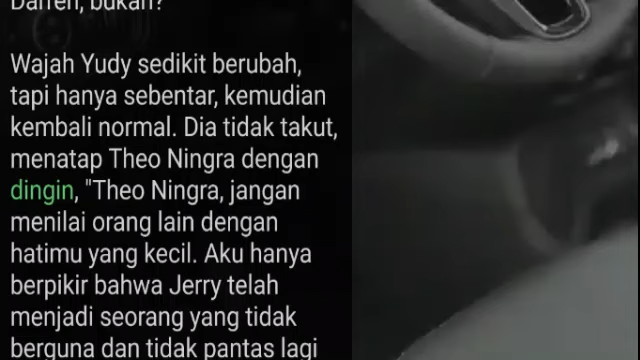 Darren, bukan?
Wajah Yudy sedikit berubah,
tapi hanya sebentar, kemudian
kembali normal. Dia tidak takut,
menatap Theo Ningra dengan
dingin, "Theo Ningra, jangan
menilai orang lain dengan
hatimu yang kecil. Aku hanya
berpikir bahwa Jerry telah
menjadi seorang yang tidak
berguna dan tidak pantas lagi